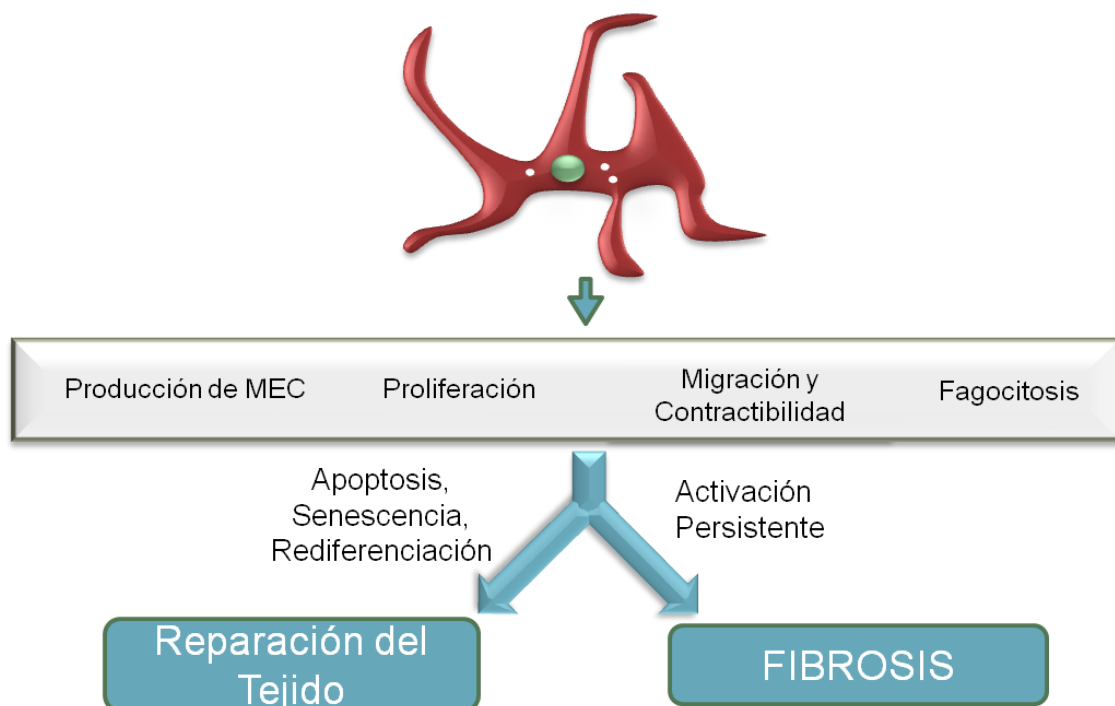 Producción de MEC
Proliferación
Migración y
Contractibilidad
Fagocitosis
Apoptosis,
Senescencia,
Rediferenciación
Activación
Persistente
Reparación del
Tejido
FIBROSIS